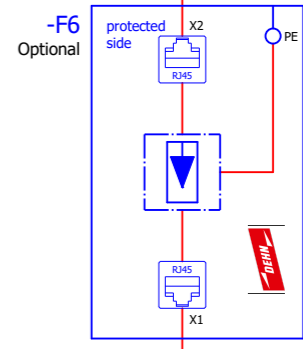 -F6
Optional
protected
side
X2
PE
RJ45
RJ45
DEHN
X1